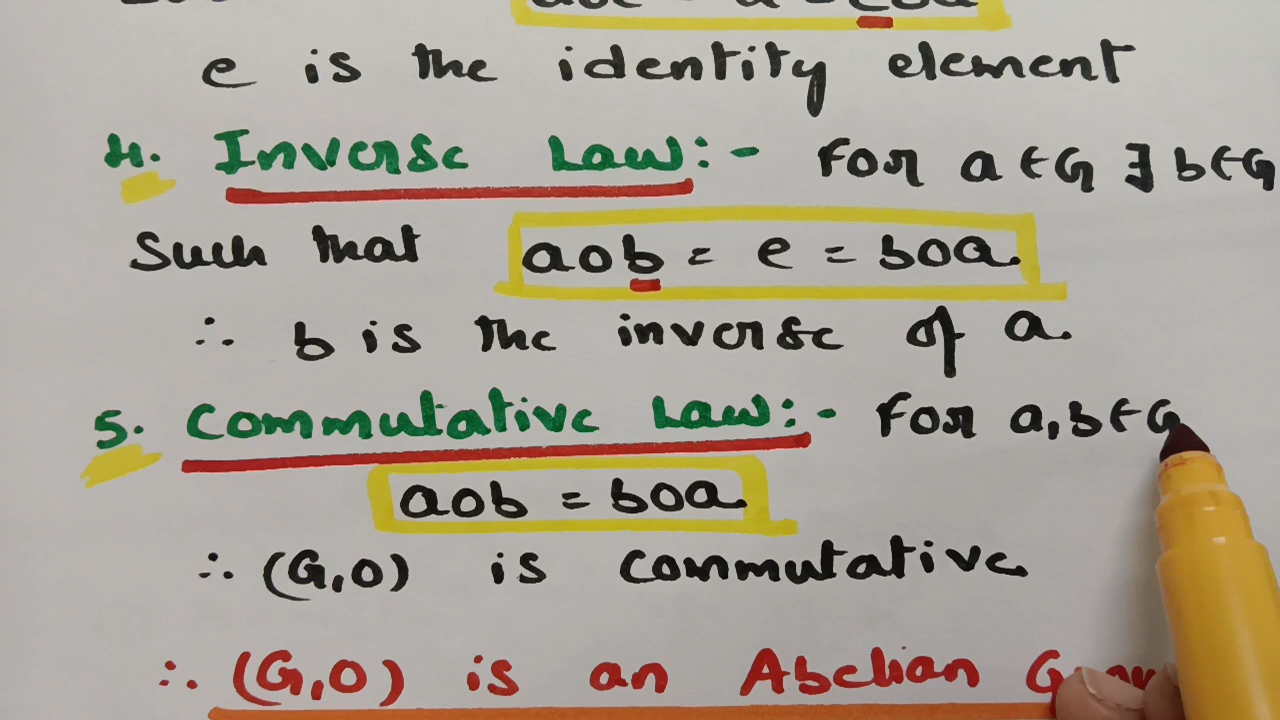 e is the identity element
4. Inverse Law:- For a ∈ G ∃ b ∈ G
Such that aob = e = boa.
∴ b is the inverse of a.
5. Commutative Law:- For a,b ∈ G
aob = boa.
∴ (G,o) is commutative.
∴ (G,o) is an Abelian